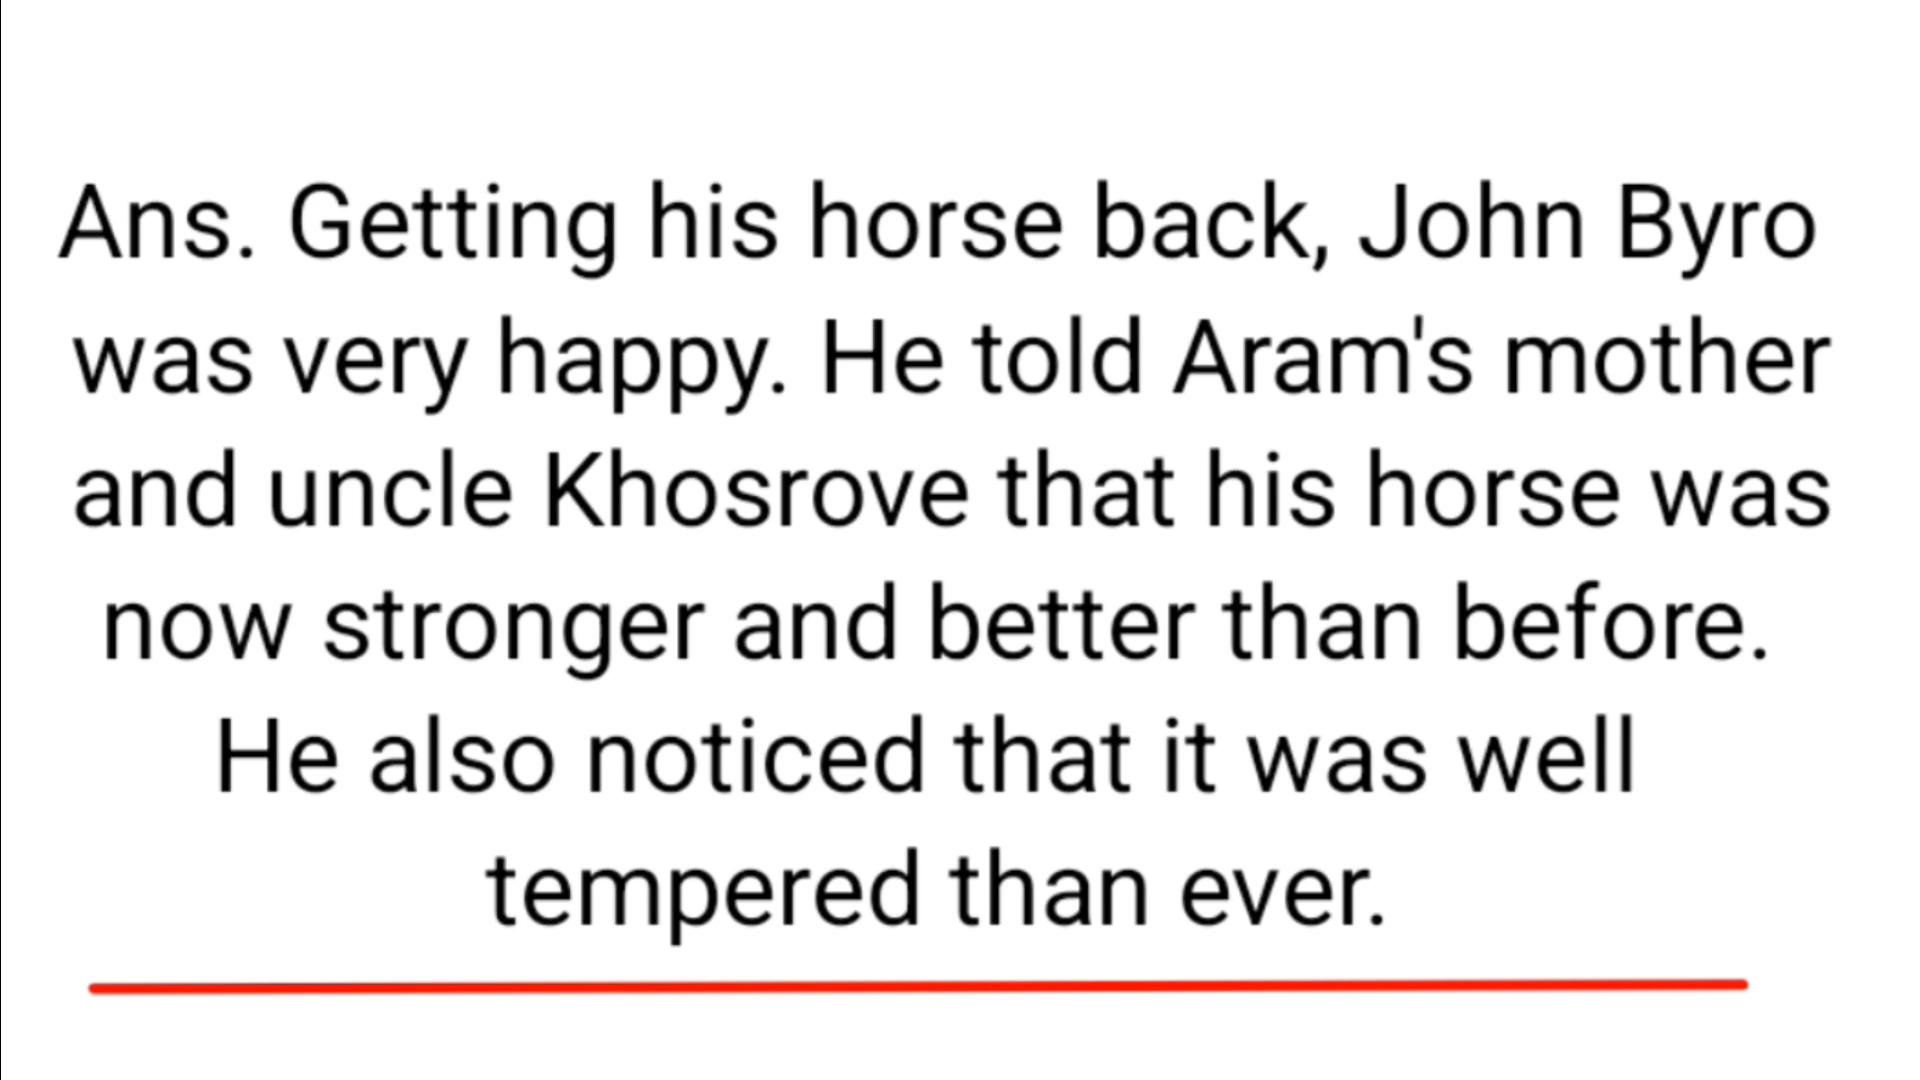 Ans. Getting his horse back, John Byro
was very happy. He told Aram's mother
and uncle Khosrove that his horse was
now stronger and better than before.
He also noticed that it was well
tempered than ever.